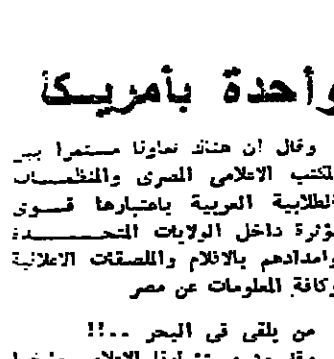 وأحدة بأمريكا
وقال ان هناك تعاونا مستمرا بين
المكتب الاعلامى المصرى والمنظمات
الطلابية العربية باعتبارها قسوى
مؤثرة داخل الولايات المتحدة
وامدادهم بالافلام والملصقات الاعلانية
وكافة المعلومات عن مصر
من يلقى فى البحر ..!!